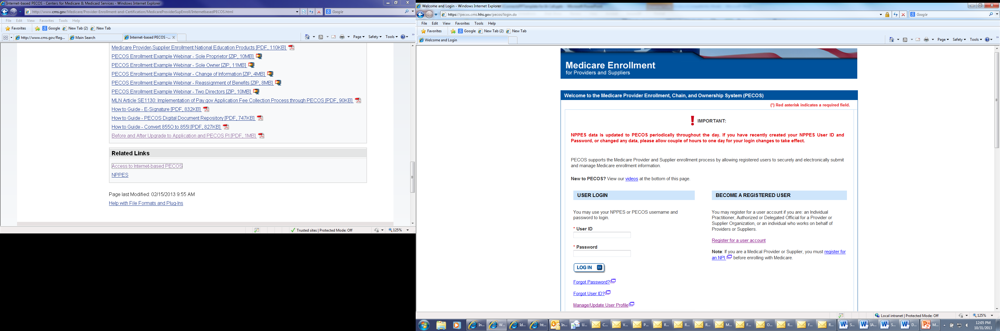 Internet-based PECOS - Centers for Medicare & Medicaid Services - Windows Internet Explorer
http://www.cms.gov/Medicare/Provider-Enrollment-and-Certification/MedicareProviderSupEnroll/InternetbasedPECOS.html
Google
File Edit View Favorites Tools Help
Favorites Google New Tab (2) New Tab
http://www.cms.gov/Reg... Main Search Internet-based PECOS -... Page Safety Tools
Medicare Provider-Supplier Enrollment National Education Products [PDF, 110KB]
PECOS Enrollment Example Webinar - Sole Proprietor [ZIP, 10MB]
PECOS Enrollment Example Webinar - Sole Owner [ZIP, 11MB]
PECOS Enrollment Example Webinar - Change of Information [ZIP, 4MB]
PECOS Enrollment Example Webinar - Reassignment of Benefits [ZIP, 8MB]
PECOS Enrollment Example Webinar - Two Directors [ZIP, 10MB]
MLN Article SE1130: Implementation of Pay.gov Application Fee Collection Process through PECOS [PDF, 90KB]
How to Guide - E-Signature [PDF, 832KB]
How to Guide - PECOS Digital Document Repository [PDF, 747KB]
How to Guide - Convert 855O to 855I [PDF, 827KB]
Before and After Upgrade to Application and PECOS PI [PDF, 1MB]
Related Links
Access to Internet-based PECOS
NPPES
Page last Modified: 02/15/2013 9:55 AM
Help with File Formats and Plug-Ins
Trusted sites | Protected Mode: Off 125%
Welcome and Login - Windows Internet Explorer
https://pecos.cms.hhs.gov/pecos/login.do
Google
File Edit View Favorites Tools Help
Favorites Google New Tab (2) New Tab
Welcome and Login Page Safety Tools
Medicare Enrollment
for Providers and Suppliers
Welcome to the Medicare Provider Enrollment, Chain, and Ownership System (PECOS)
(*) Red asterisk indicates a required field.
! IMPORTANT:
NPPES data is updated to PECOS periodically throughout the day. If you have recently created your NPPES User ID and
Password, or changed any data, please allow couple of hours to one day for your login changes to take effect.
PECOS supports the Medicare Provider and Supplier enrollment process by allowing registered users to securely and electronically submit
and manage Medicare enrollment information.
New to PECOS? View our videos at the bottom of this page.
USER LOGIN
You may use your NPPES or PECOS username and
password to login.
* User ID
* Password
LOG IN
Forgot Password?
Forgot User ID?
Manage/Update User Profile
BECOME A REGISTERED USER
You may register for a user account if you are: an Individual
Practitioner, Authorized or Delegated Official for a Provider or
Supplier Organization, or an individual who works on behalf of
Providers or Suppliers.
Register for a user account
Note: If you are a Medical Provider or Supplier, you must register for
an NPI before enrolling with Medicare.
Local intranet | Protected Mode: Off 125%
In... W... Id... ht... In... U... C... V... P... R... R... R... M... F... O... R... F... R... S... IA... S... D... M...
12:05 PM
10/31/2013